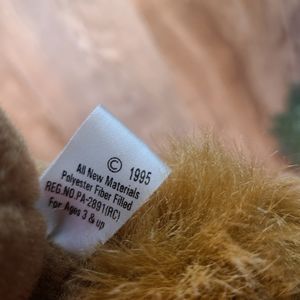 © 1995
All New Materials
Polyester Fiber Filled
REG.NO.PA-2891(RC)
For Ages 3 & up